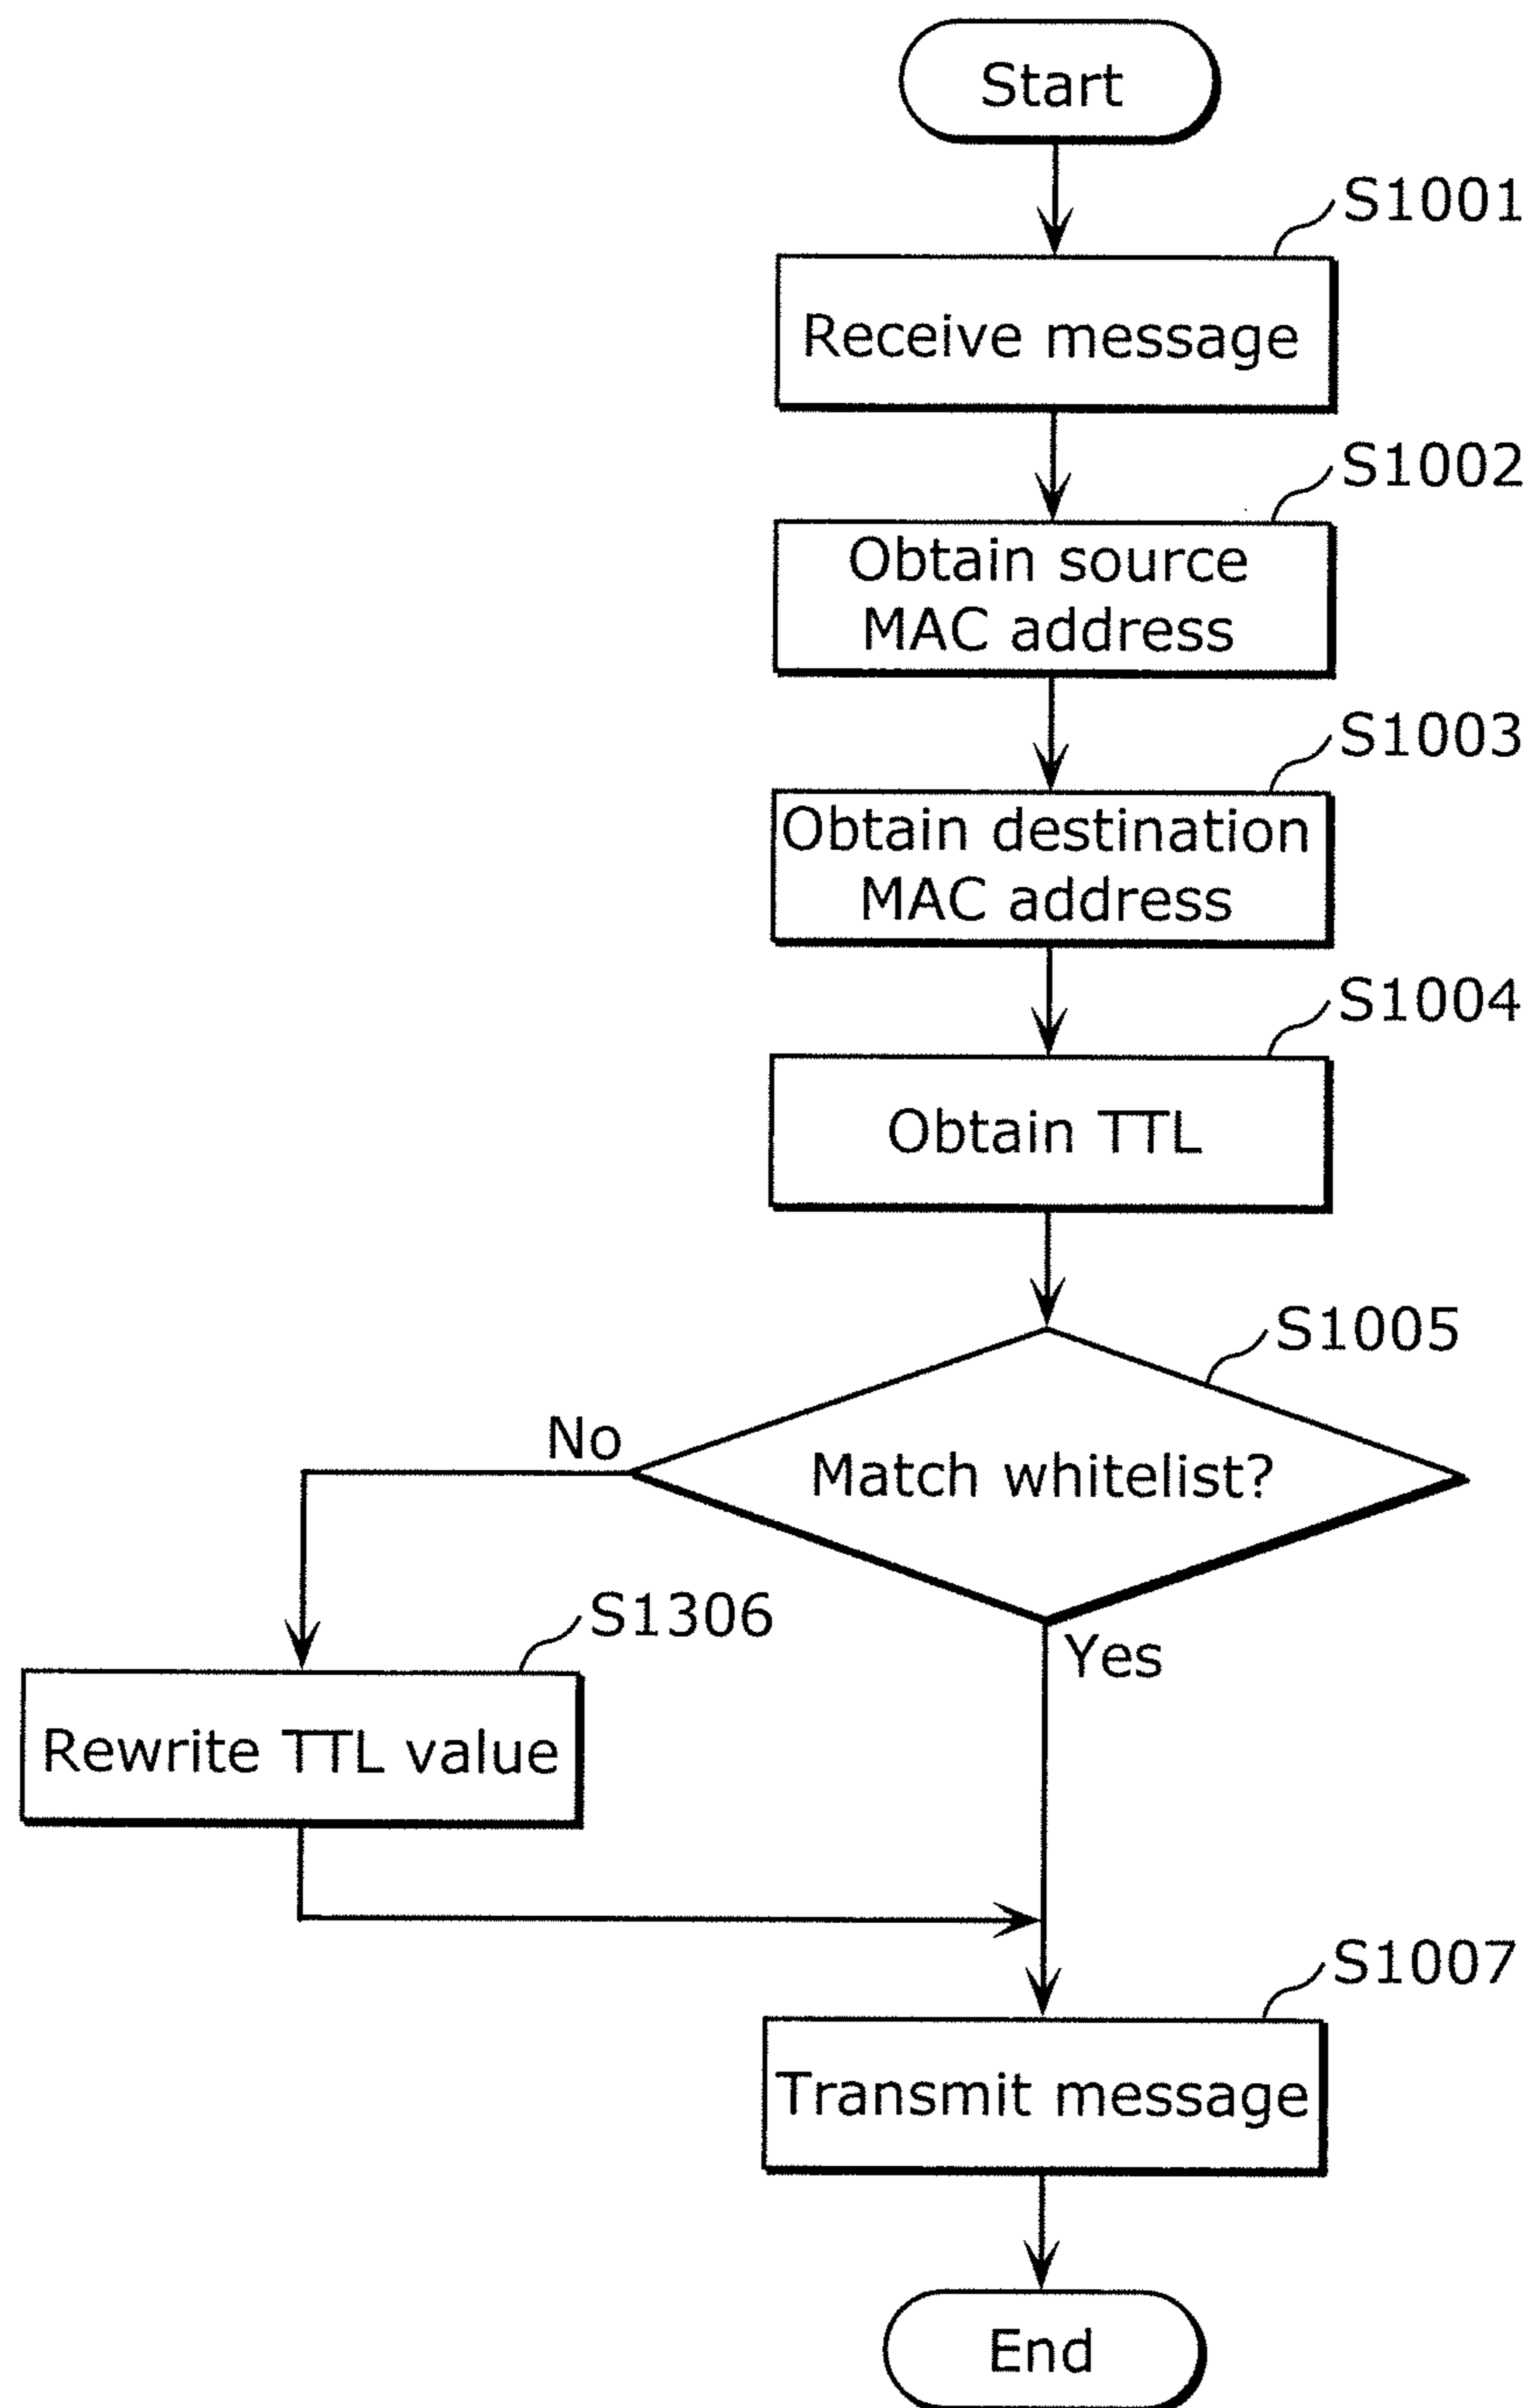 Start
S1001
Receive message
S1002
Obtain source
MAC address
S1003
Obtain destination
MAC address
S1004
Obtain TTL
S1005
Match whitelist?
No
Yes
S1306
Rewrite TTL value
S1007
Transmit message
End